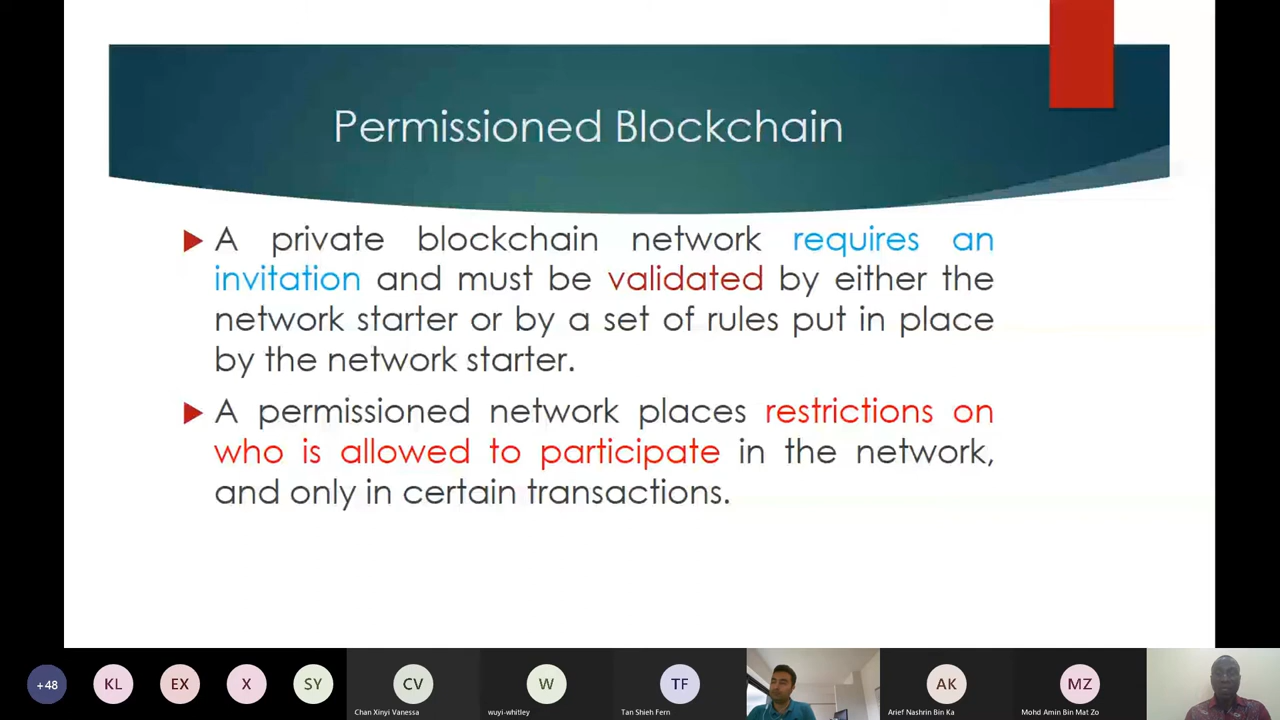 Permissioned Blockchain
A private blockchain network requires an
invitation and must be validated by either the
network starter or by a set of rules put in place
by the network starter.
A permissioned network places restrictions on
who is allowed to participate in the network,
and only in certain transactions.
+48
KL
EX
X
SY
CV
W
TF
AK
MZ
Chan Xinyi Vanessa
wuyi-whitley
Tan Shieh Fern
Arief Nashrin Bin Ka
Mohd Amin Bin Mat Zo